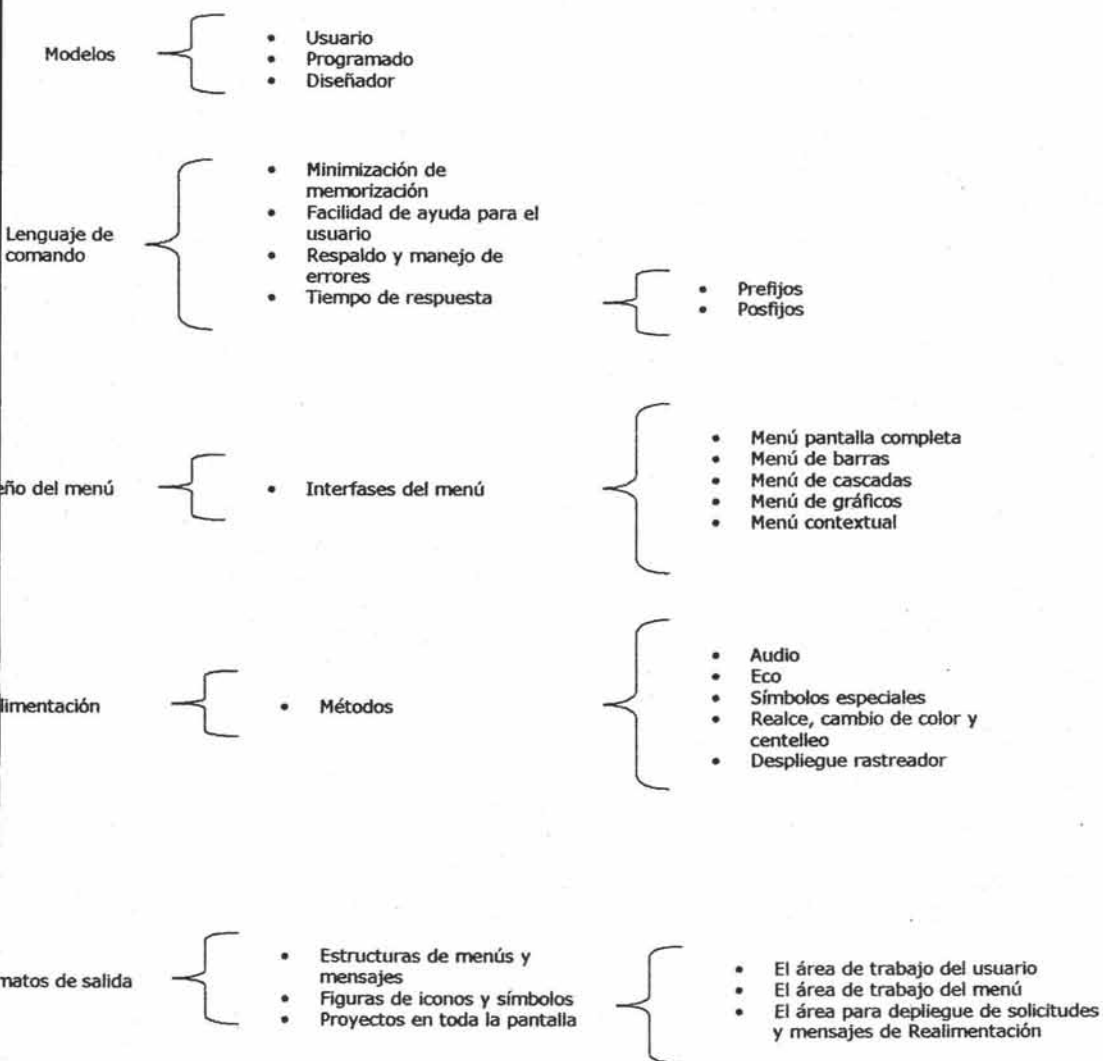 Modelos
• Usuario
• Programado
• Diseñador
Lenguaje de
comando
• Minimización de
memorización
• Facilidad de ayuda para el
usuario
• Respaldo y manejo de
errores
• Tiempo de respuesta
• Prefijos
• Posfijos
eño del menú
• Interfases del menú
• Menú pantalla completa
• Menú de barras
• Menú de cascadas
• Menú de gráficos
• Menú contextual
limentación
• Métodos
• Audio
• Eco
• Símbolos especiales
• Realce, cambio de color y
centelleo
• Despliegue rastreador
matos de salida
• Estructuras de menús y
mensajes
• Figuras de iconos y símbolos
• Proyectos en toda la pantalla
• El área de trabajo del usuario
• El área de trabajo del menú
• El área para depliegue de solicitudes
y mensajes de Realimentación